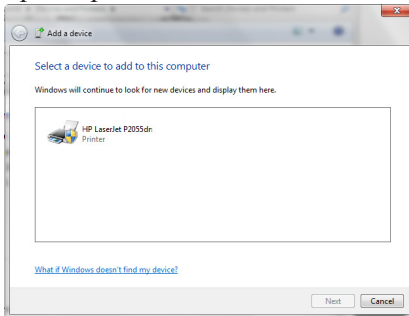 Add a device
Select a device to add to this computer
Windows will continue to look for new devices and display them here.
HP LaserJet P2055dn
Printer
What if Windows doesn't find my device?
Next
Cancel